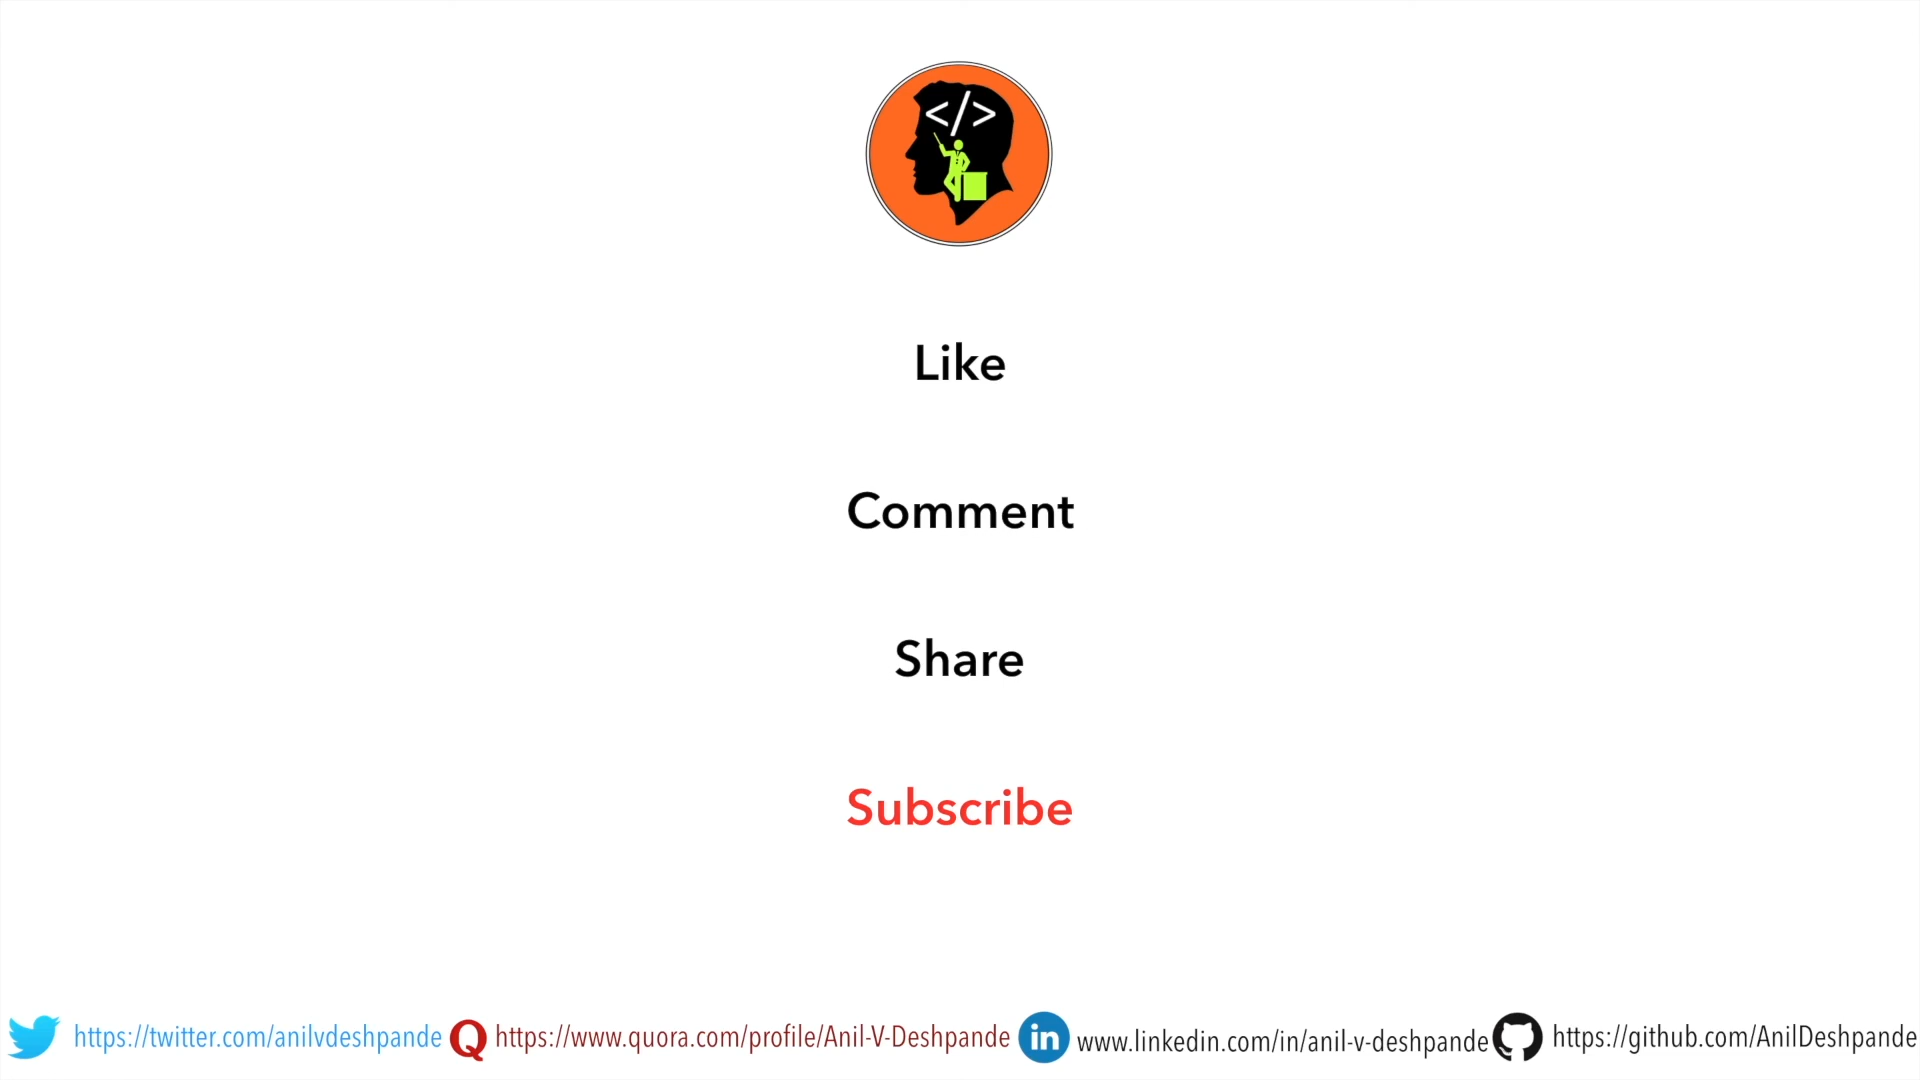 </>
Like
Comment
Share
Subscribe
https://twitter.com/anilvdeshpande https://www.quora.com/profile/Anil-V-Deshpande www.linkedin.com/in/anil-v-deshpande https://github.com/AnilDeshpande